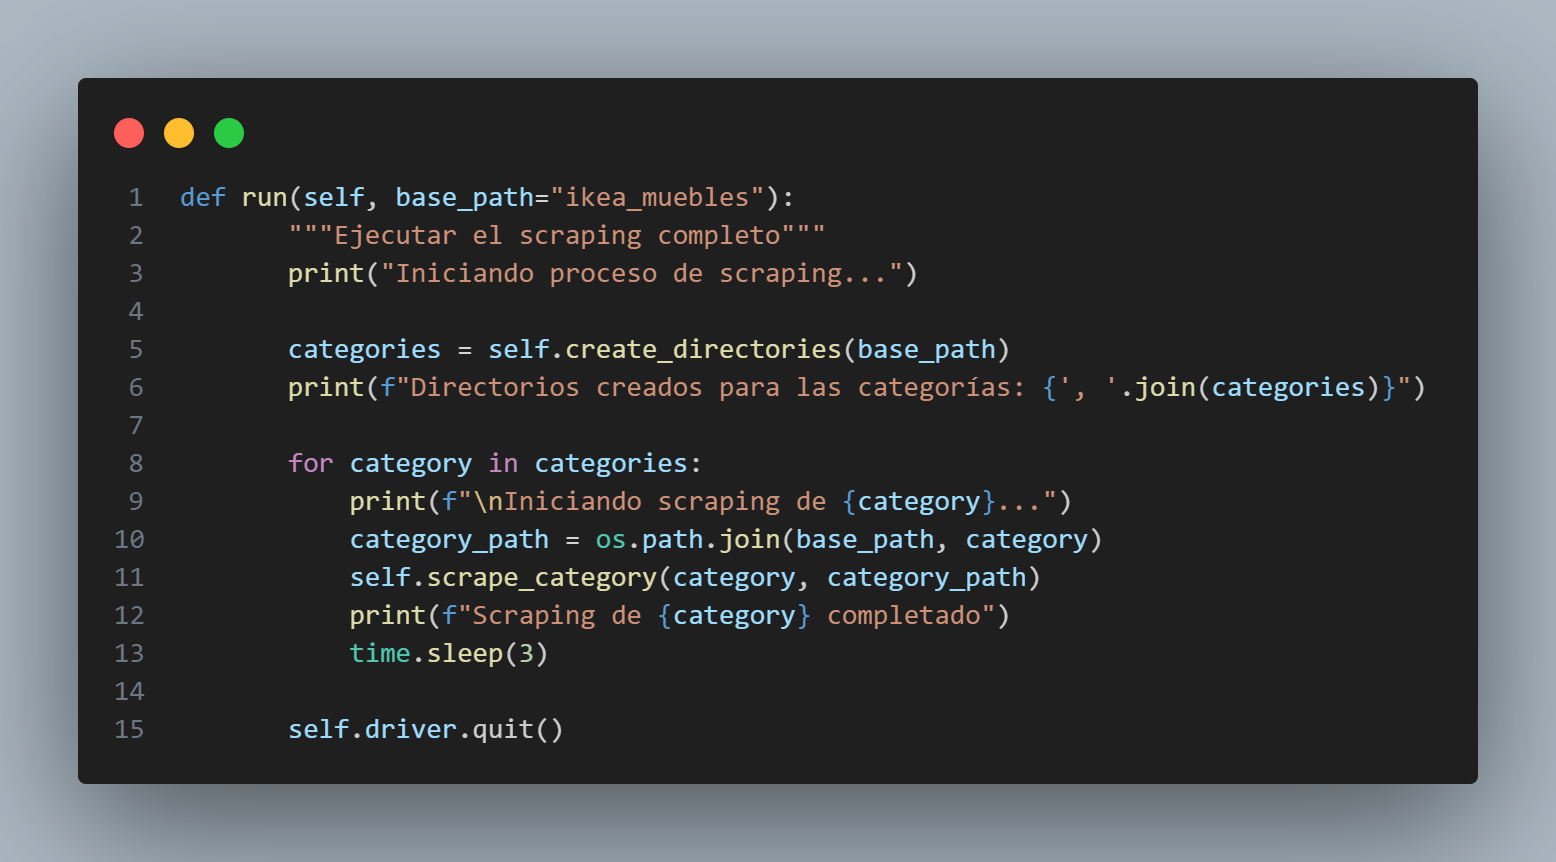 1 def run(self, base_path="ikea_muebles"):
2 """Ejecutar el scraping completo"""
3 print("Iniciando proceso de scraping...")
4
5 categories = self.create_directories(base_path)
6 print(f"Directorios creados para las categorías: {', '.join(categories)}")
7
8 for category in categories:
9 print(f"\nIniciando scraping de {category}...")
10 category_path = os.path.join(base_path, category)
11 self.scrape_category(category, category_path)
12 print(f"Scraping de {category} completado")
13 time.sleep(3)
14
15 self.driver.quit()